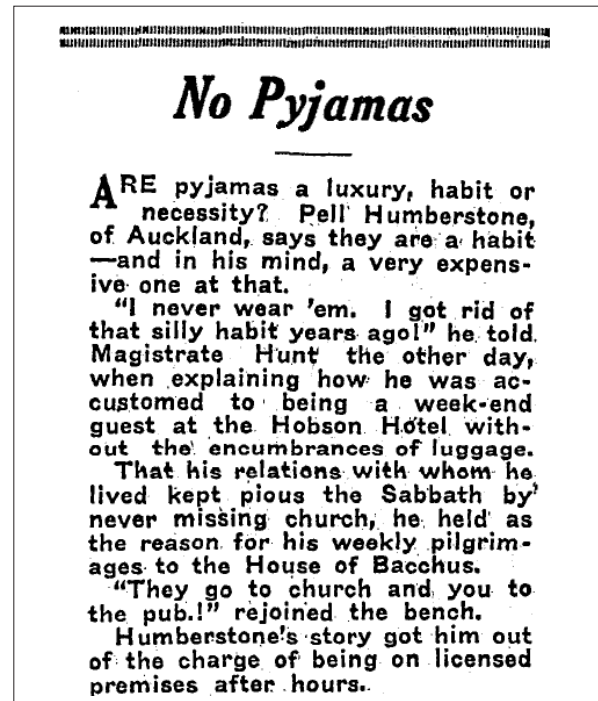 No Pyjamas
ARE pyjamas a luxury, habit or
necessity? Pell Humberstone,
of Auckland, says they are a habit
—and in his mind, a very expens-
ive one at that.
"I never wear 'em. I got rid of
that silly habit years ago!" he told
Magistrate Hunt the other day,
when explaining how he was ac-
customed to being a week-end
guest at the Hobson Hotel with-
out the encumbrances of luggage.
That his relations with whom he
lived kept pious the Sabbath by
never missing church, he held as
the reason for his weekly pilgrim-
ages to the House of Bacchus.
"They go to church and you to
the pub.!" rejoined the bench.
Humberstone's story got him out
of the charge of being on licensed
premises after hours.